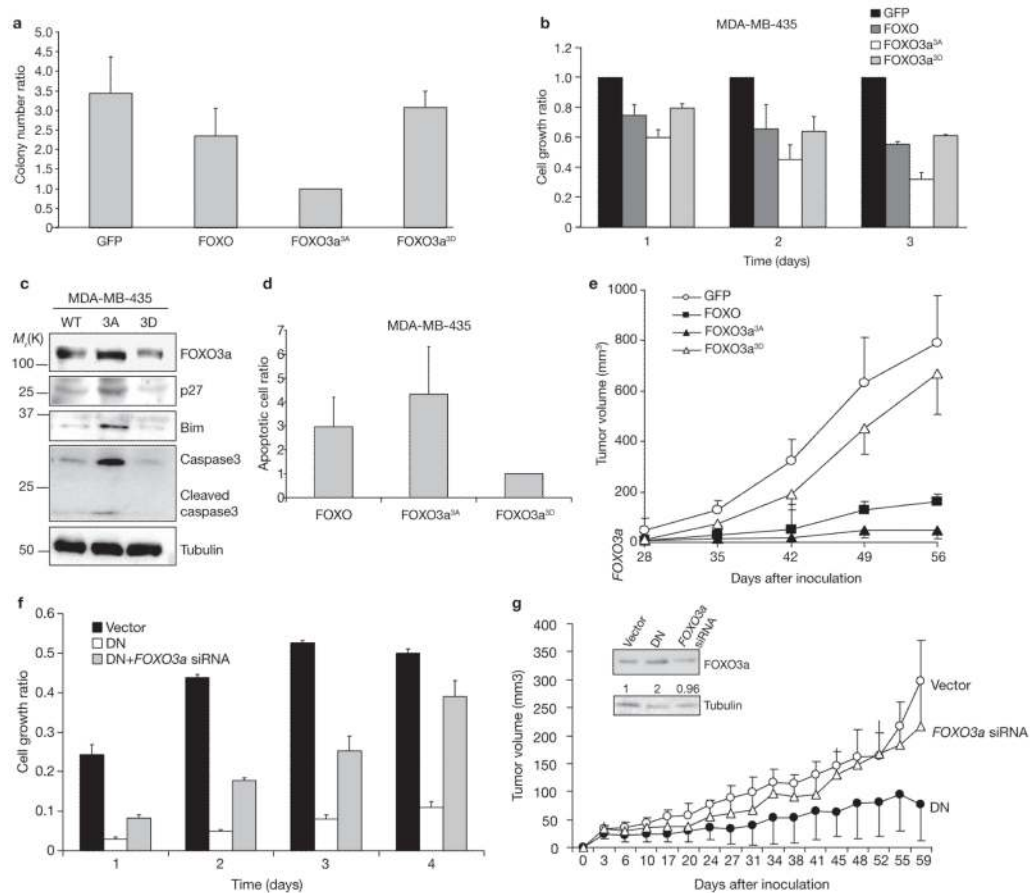 a
Colony number ratio
5.0
4.5
4.0
3.5
3.0
2.5
2.0
1.5
1.0
0.5
0
GFP FOXO FOXO3a³ᴬ FOXO3a³ᴰ
b
MDA-MB-435
GFP
FOXO
FOXO3a³ᴬ
FOXO3a³ᴰ
Cell growth ratio
1.2
1.0
0.8
0.6
0.4
0.2
0
1 2 3
Time (days)
c
MDA-MB-435
WT 3A 3D
Mᵣ(K)
100
FOXO3a
25
p27
37
Bim
Caspase3
25
Cleaved
caspase3
50
Tubulin
d
MDA-MB-435
Apoptotic cell ratio
7
6
5
4
3
2
1
0
FOXO FOXO3a³ᴬ FOXO3a³ᴰ
e
GFP
FOXO
FOXO3a³ᴬ
FOXO3a³ᴰ
Tumor volume (mm³)
1000
800
600
400
200
0
FOXO3a
28 35 42 49 56
Days after inoculation
f
Vector
DN
DN+FOXO3a siRNA
Cell growth ratio
0.6
0.5
0.4
0.3
0.2
0.1
0
1 2 3 4
Time (days)
g
Vector
DN
FOXO3a
siRNA
FOXO3a
1 2 0.96
Tubulin
Tumor volume (mm3)
400
350
300
250
200
150
100
50
0
Vector
FOXO3a siRNA
DN
0 3 6 10 17 20 24 27 31 34 38 41 45 48 52 55 59
Days after inoculation